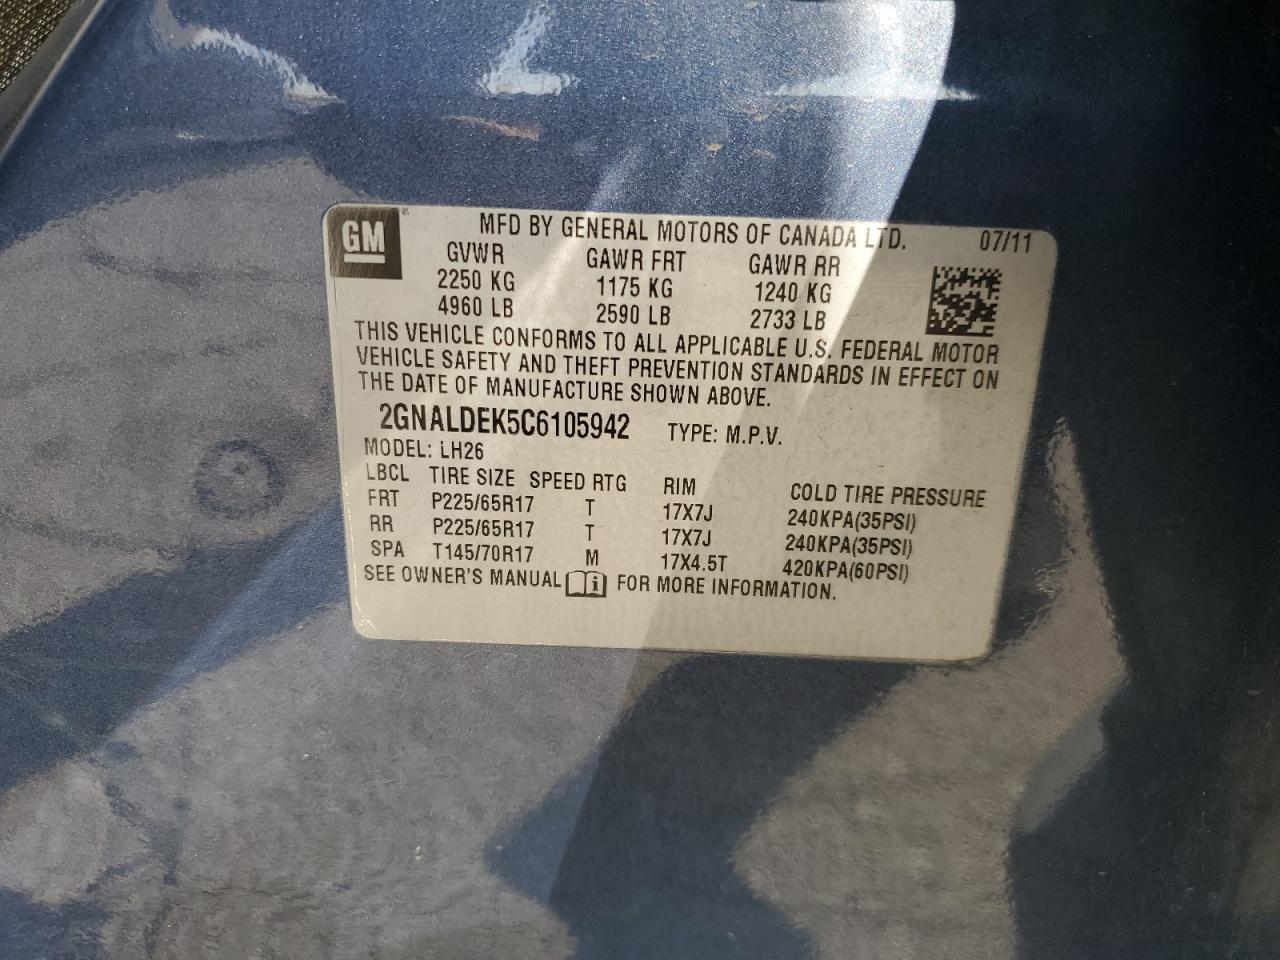 GM ® MFD BY GENERAL MOTORS OF CANADA LTD. 07/11
GVWR GAWR FRT GAWR RR
2250 KG 1175 KG 1240 KG
4960 LB 2590 LB 2733 LB
THIS VEHICLE CONFORMS TO ALL APPLICABLE U.S. FEDERAL MOTOR
VEHICLE SAFETY AND THEFT PREVENTION STANDARDS IN EFFECT ON
THE DATE OF MANUFACTURE SHOWN ABOVE.
2GNALDEK5C6105942 TYPE: M.P.V.
MODEL: LH26
LBCL TIRE SIZE SPEED RTG RIM COLD TIRE PRESSURE
FRT P225/65R17 T 17X7J 240KPA(35PSI)
RR P225/65R17 T 17X7J 240KPA(35PSI)
SPA T145/70R17 M 17X4.5T 420KPA(60PSI)
SEE OWNER'S MANUAL i FOR MORE INFORMATION.